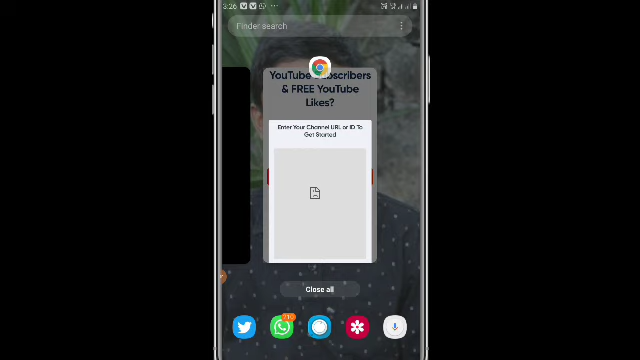 3:26
Finder search
YouTube Subscribers
& FREE YouTube
Likes?
Enter Your Channel URL or ID To
Get Started
Close all